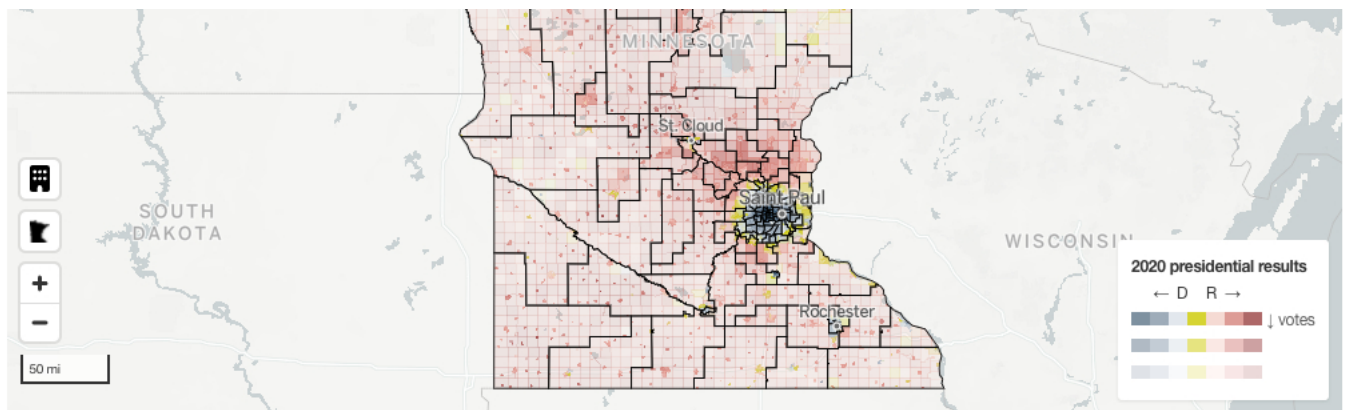 MINNESOTA
St. Cloud
Saint Paul
SOUTH
DAKOTA
WISCONSIN
Rochester
+
−
50 mi
2020 presidential results
← D R →
↓ votes